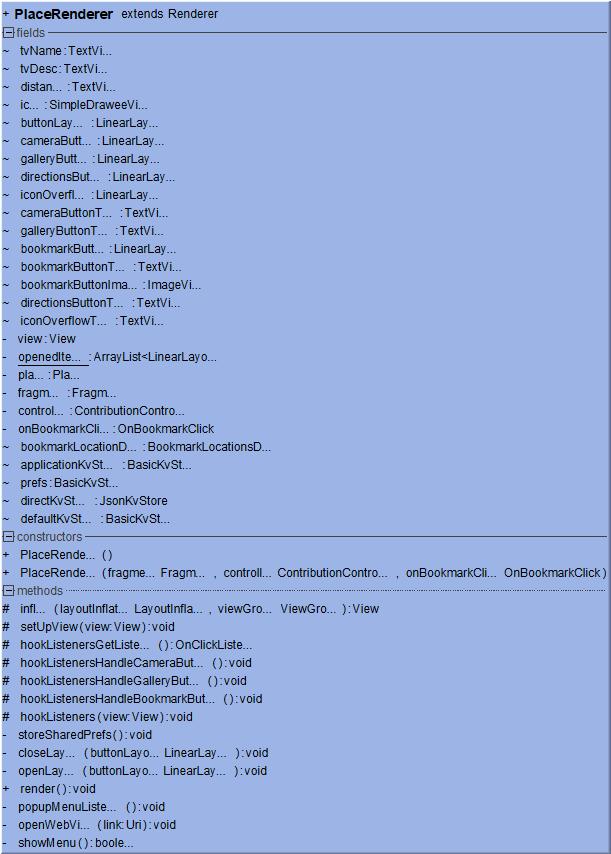 + PlaceRenderer extends Renderer
fields
~ tvName:TextVi...
~ tvDesc:TextVi...
~ distan... :TextVi...
~ ic... :SimpleDraweeVi...
~ buttonLay... :LinearLay...
~ cameraButt... :LinearLay...
~ galleryButt... :LinearLay...
~ directionsBut... :LinearLay...
~ iconOverfl... :LinearLay...
~ cameraButtonT... :TextVi...
~ galleryButtonT... :TextVi...
~ bookmarkButt... :LinearLay...
~ bookmarkButtonT... :TextVi...
~ bookmarkButtonIma... :ImageVi...
~ directionsButtonT... :TextVi...
~ iconOverflowT... :TextVi...
- view:View
- openedIte... :ArrayList<LinearLayo...
- pla... :Pla...
- fragm... :Fragm...
- control... :ContributionContro...
- onBookmarkCli... :OnBookmarkClick
~ bookmarkLocationD... :BookmarkLocationsD...
~ applicationKvSt... :BasicKvSt...
~ prefs:BasicKvSt...
~ directKvSt... :JsonKvStore
~ defaultKvSt... :BasicKvSt...
constructors
+ PlaceRende... ()
+ PlaceRende... (fragme... Fragm... , controll... ContributionContro... , onBookmarkCli... OnBookmarkClick)
methods
# infl... (layoutInflat... LayoutInfla... , viewGro... ViewGro... ):View
# setUpView(view:View):void
# hookListenersGetListe... ():OnClickListe...
# hookListenersHandleCameraBut... ():void
# hookListenersHandleGalleryBut... ():void
# hookListenersHandleBookmarkBut... ():void
# hookListeners(view:View):void
- storeSharedPrefs():void
- closeLay... (buttonLayo... LinearLay... ):void
- openLay... (buttonLayo... LinearLay... ):void
+ render():void
- popupMenuListe... ():void
- openWebVi... (link:Uri):void
- showMenu():boole...